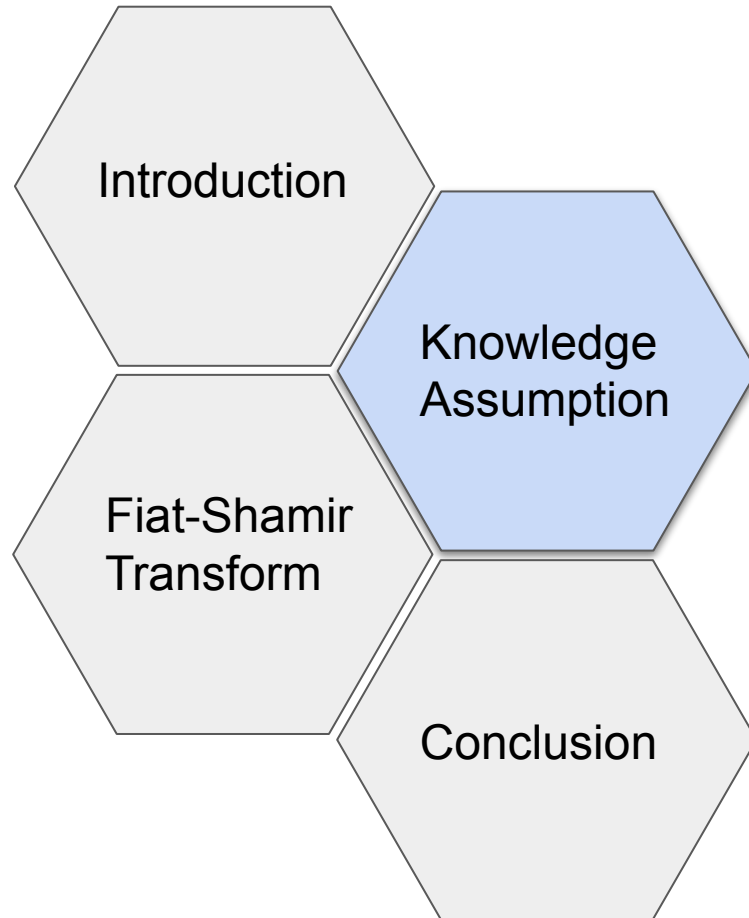 Introduction
Knowledge
Assumption
Fiat-Shamir
Transform
Conclusion